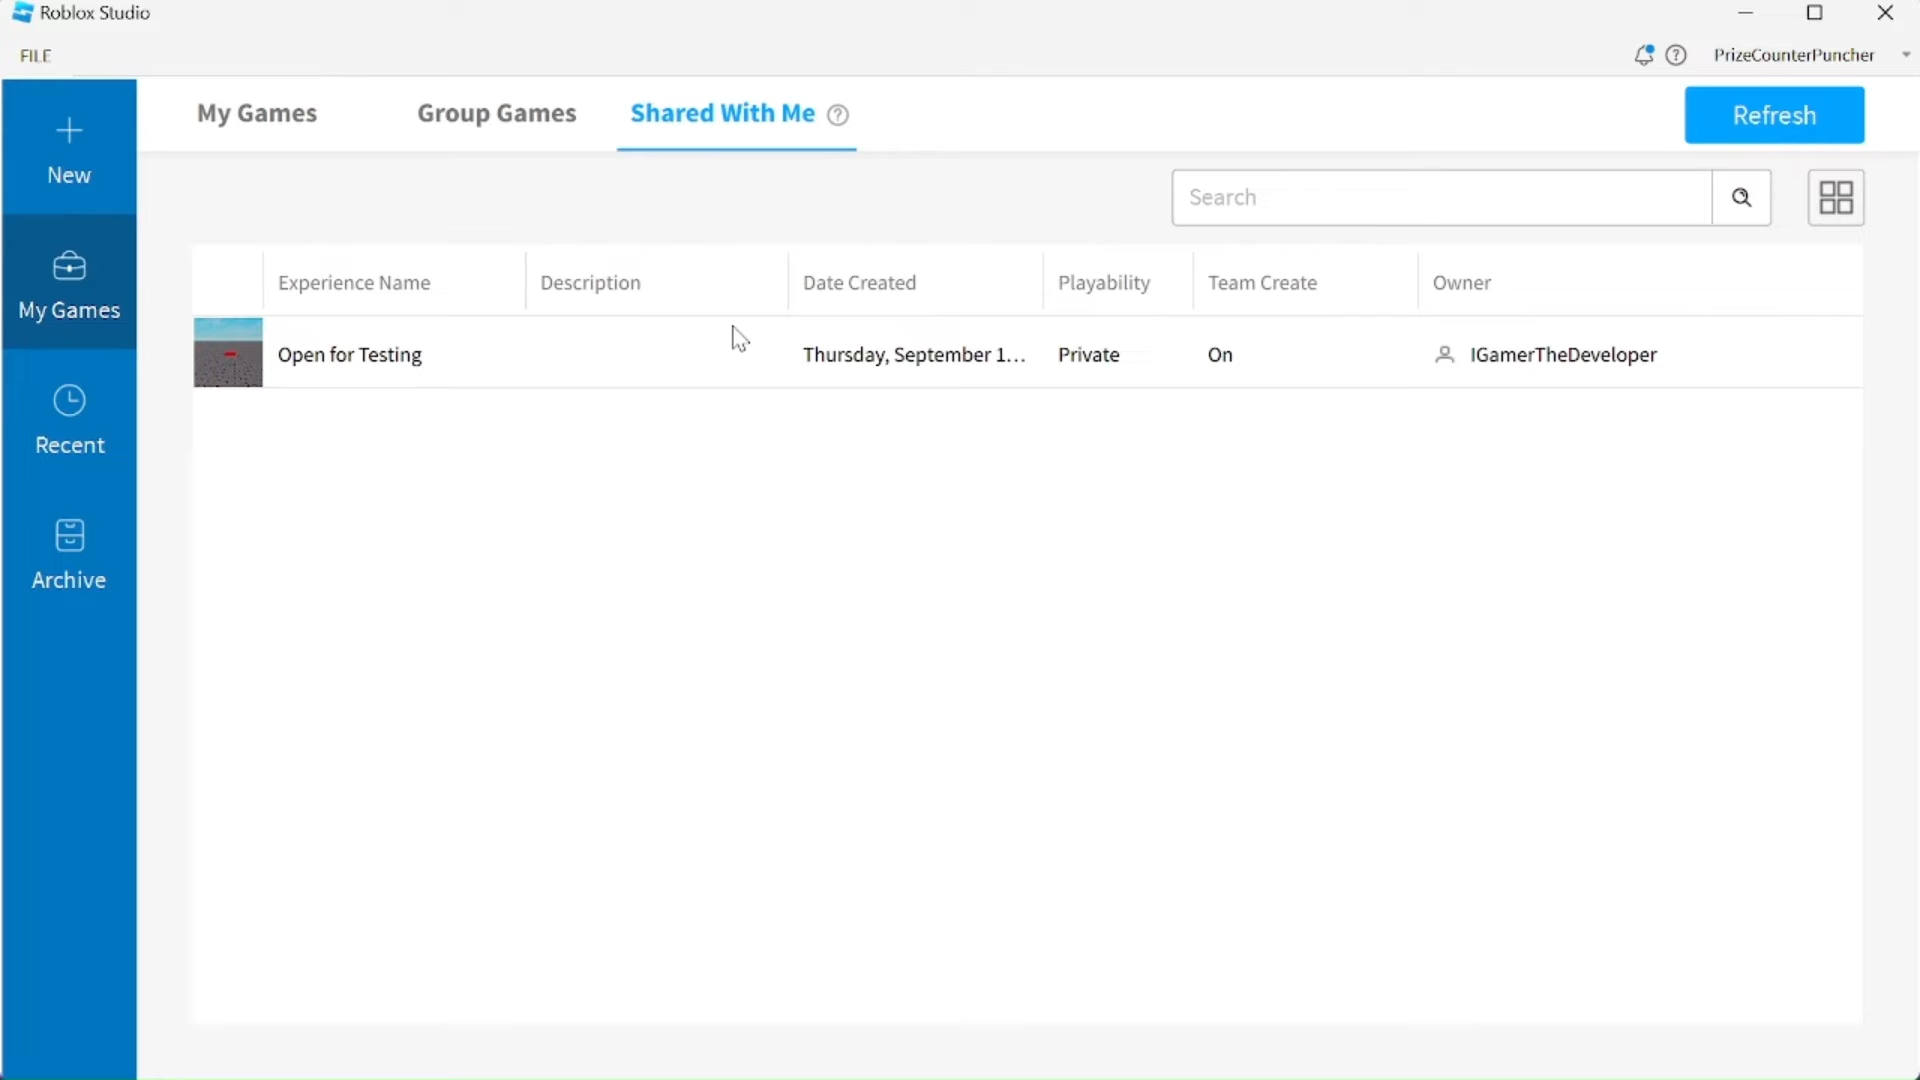 Roblox Studio
FILE
PrizeCounterPuncher
New
My Games
Recent
Archive
My Games Group Games Shared With Me
Refresh
Search
Experience Name Description Date Created Playability Team Create Owner
Open for Testing Thursday, September 1... Private On IGamerTheDeveloper